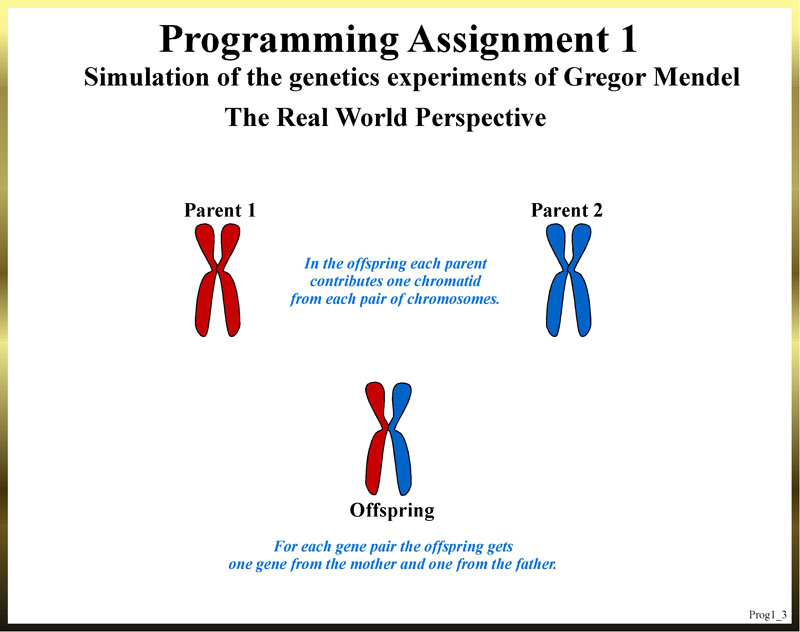 Programming Assignment 1
Simulation of the genetics experiments of Gregor Mendel
The Real World Perspective
Parent 1
Parent 2
In the offspring each parent
contributes one chromatid
from each pair of chromosomes.
Offspring
For each gene pair the offspring gets
one gene from the mother and one from the father.
Prog1_3